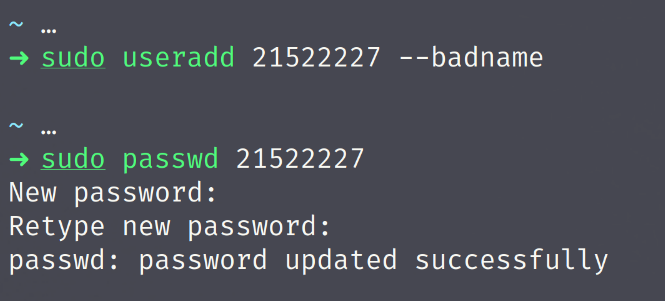 ~ …
➜ sudo useradd 21522227 --badname
~ …
➜ sudo passwd 21522227
New password:
Retype new password:
passwd: password updated successfully